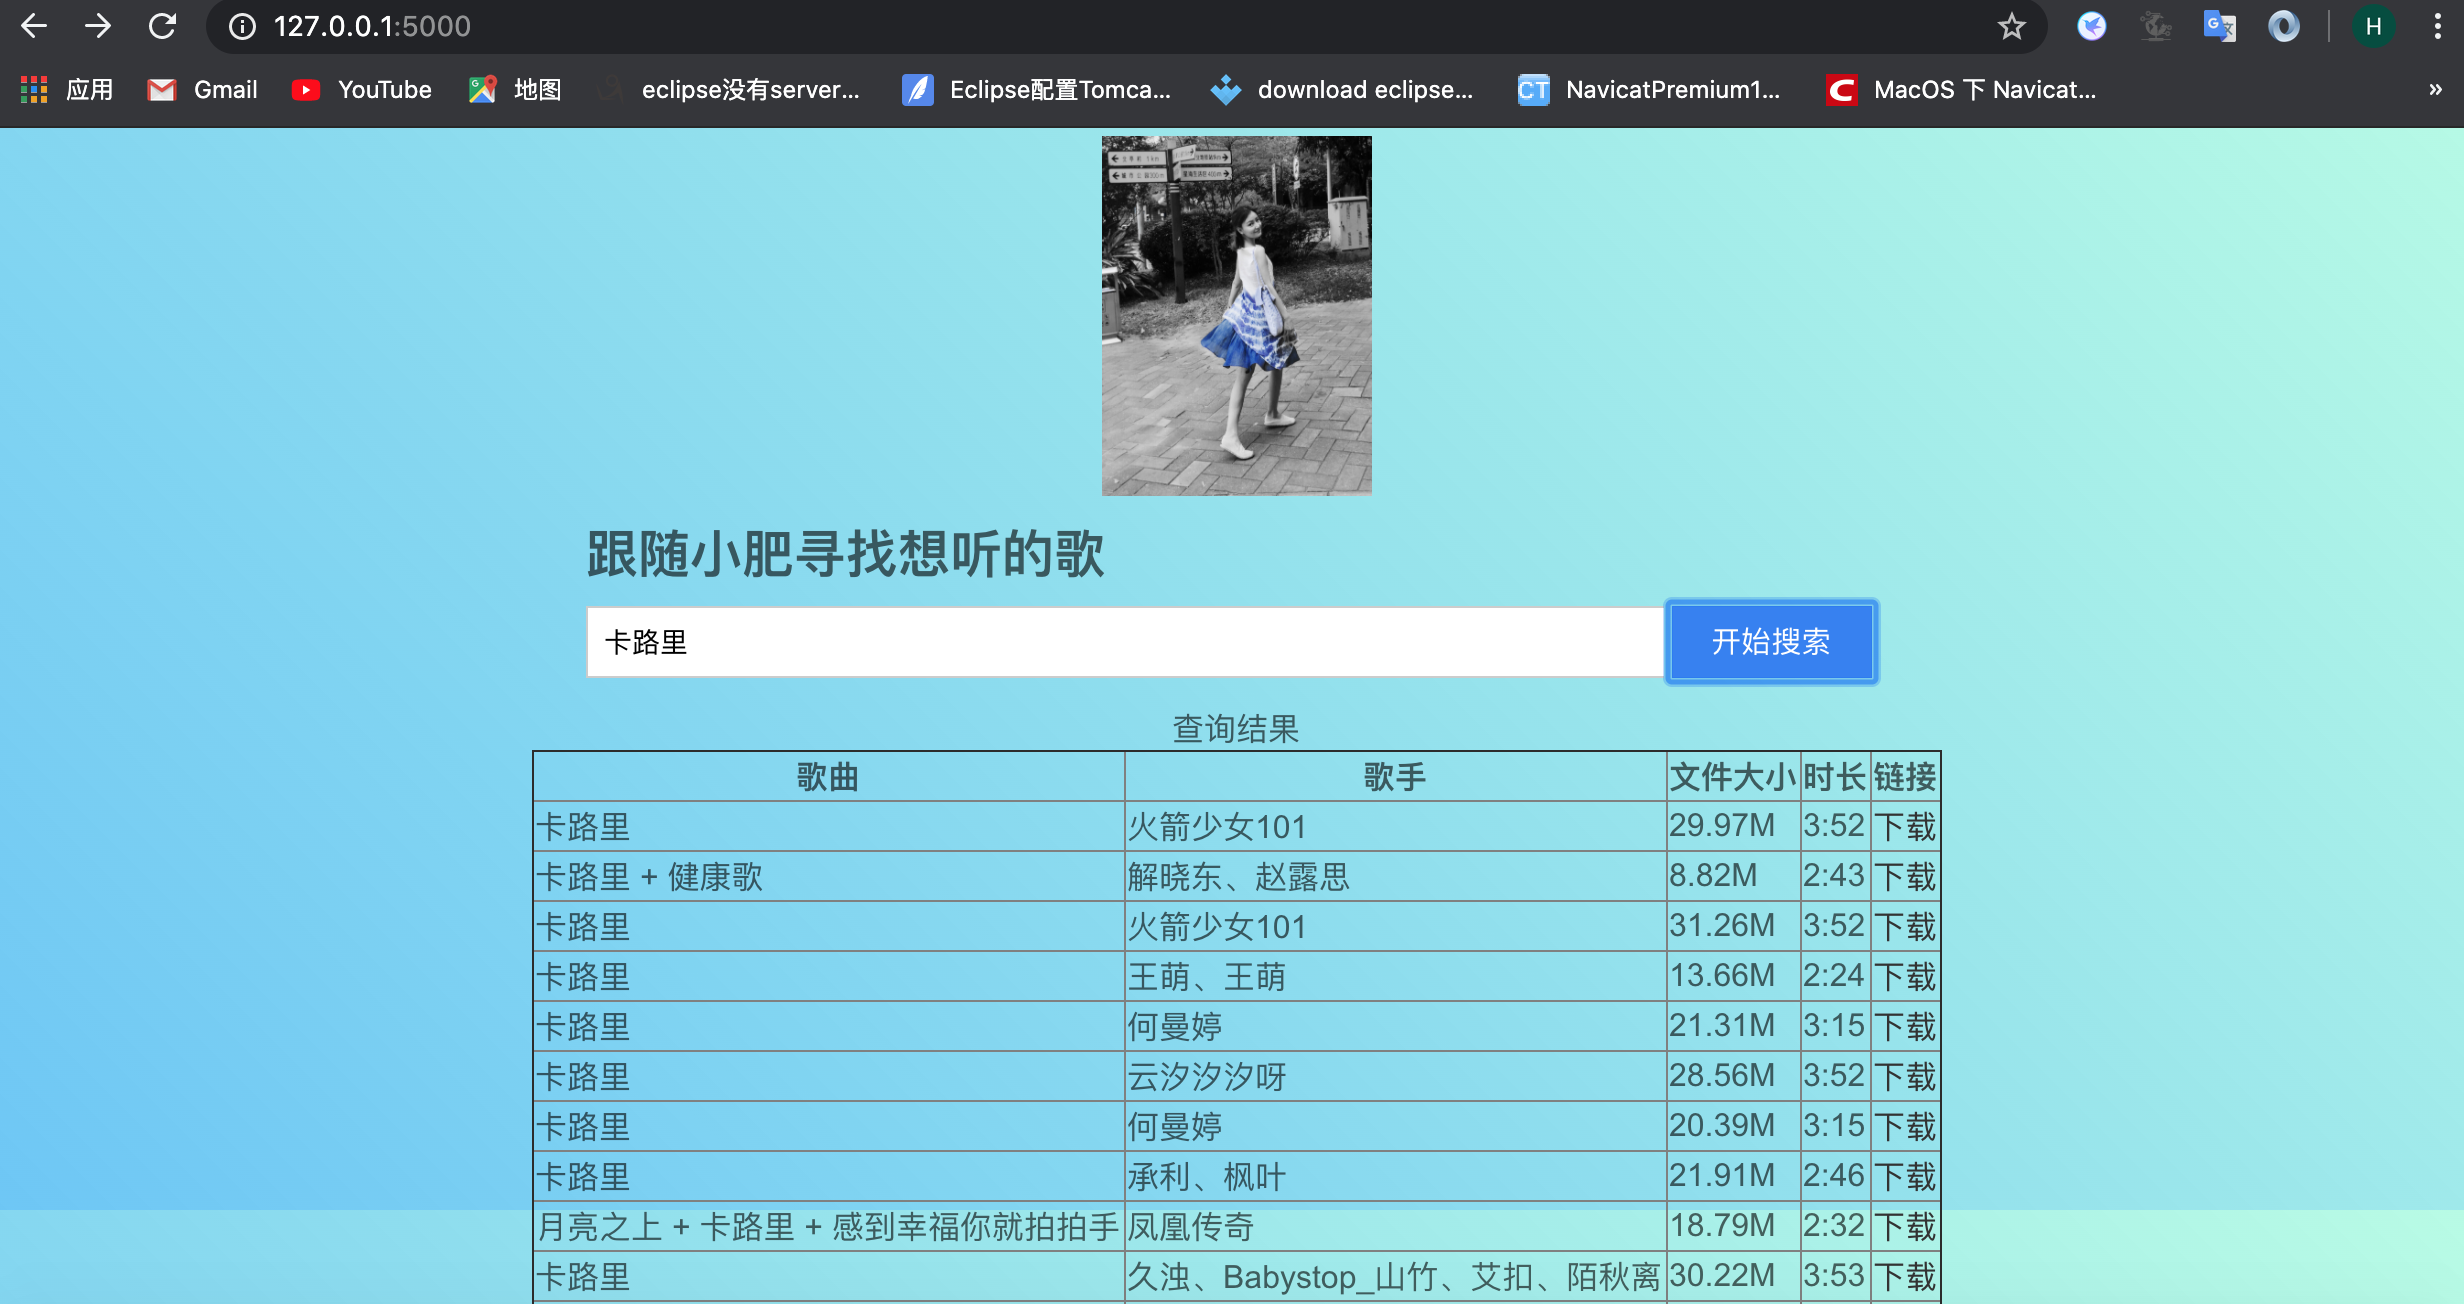 127.0.0.1:5000
H
应用 Gmail YouTube 地图 eclipse没有server... Eclipse配置Tomca... download eclipse... NavicatPremium1... MacOS 下 Navicat... »
跟随小肥寻找想听的歌
卡路里 开始搜索
查询结果
歌曲 歌手 文件大小 时长 链接
卡路里 火箭少女101 29.97M 3:52 下载
卡路里 + 健康歌 解晓东、赵露思 8.82M 2:43 下载
卡路里 火箭少女101 31.26M 3:52 下载
卡路里 王萌、王萌 13.66M 2:24 下载
卡路里 何曼婷 21.31M 3:15 下载
卡路里 云汐汐汐呀 28.56M 3:52 下载
卡路里 何曼婷 20.39M 3:15 下载
卡路里 承利、枫叶 21.91M 2:46 下载
月亮之上 + 卡路里 + 感到幸福你就拍拍手 凤凰传奇 18.79M 2:32 下载
卡路里 久浊、Babystop_山竹、艾扣、陌秋离 30.22M 3:53 下载